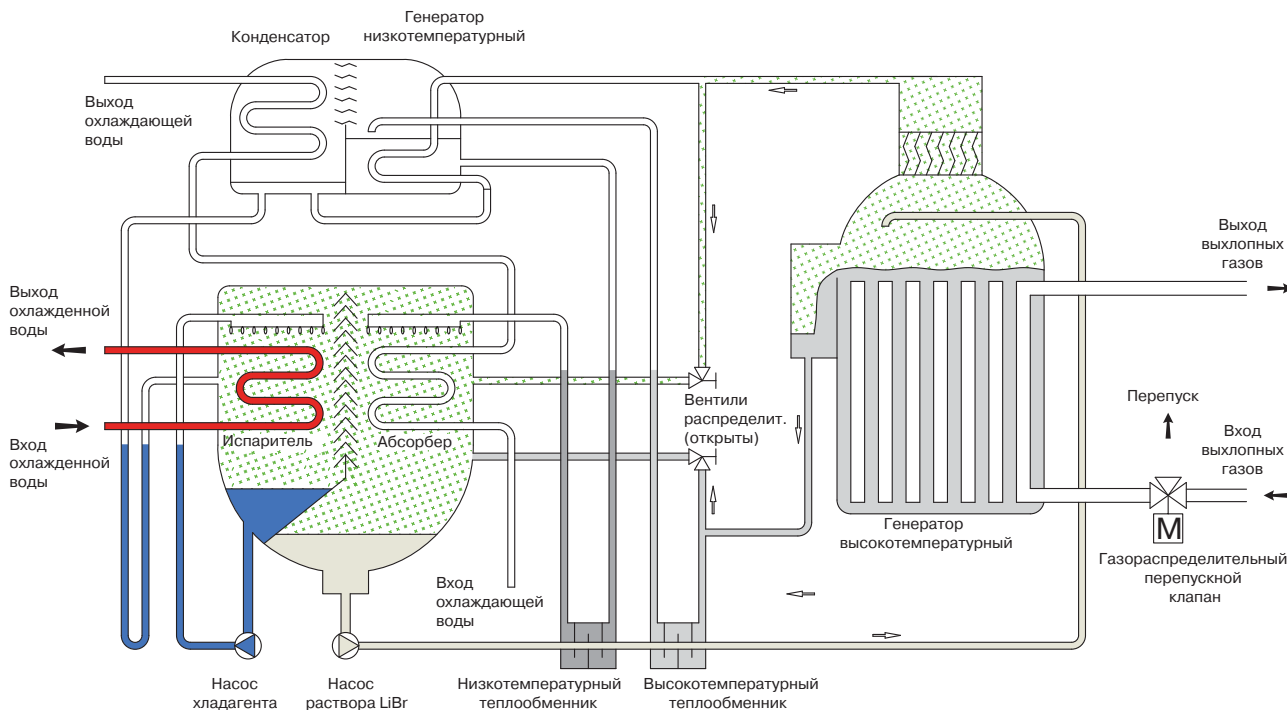 Генератор
низкотемпературный
Конденсатор
Выход
охлаждающей
воды
Выход
выхлопных
газов
Выход
охлажденной
воды
Вентили
распределит.
(открыты)
Перепуск
Испаритель
Абсорбер
Вход
охлажденной
воды
Вход
выхлопных
газов
Генератор
высокотемпературный
M
Газораспределительный
перепускной
клапан
Вход
охлаждающей
воды
Насос
хладагента
Насос
раствора LiBr
Низкотемпературный
теплообменник
Высокотемпературный
теплообменник